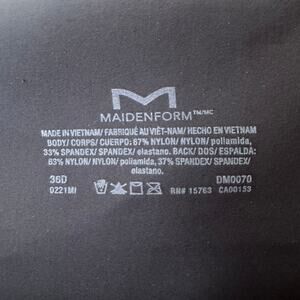 M
MAIDENFORM™/MC
MADE IN VIETNAM/ FABRIQUÉ AU VIÊT-NAM/ HECHO EN VIETNAM
BODY/ CORPS/ CUERPO: 67% NYLON/ NYLON/ poliamida,
33% SPANDEX/ SPANDEX/ elastano. BACK/ DOS/ ESPALDA:
63% NYLON/ NYLON/ poliamida, 37% SPANDEX/ SPANDEX/
elastano.
36D DM0070
0221MI RN# 15763 CA00153